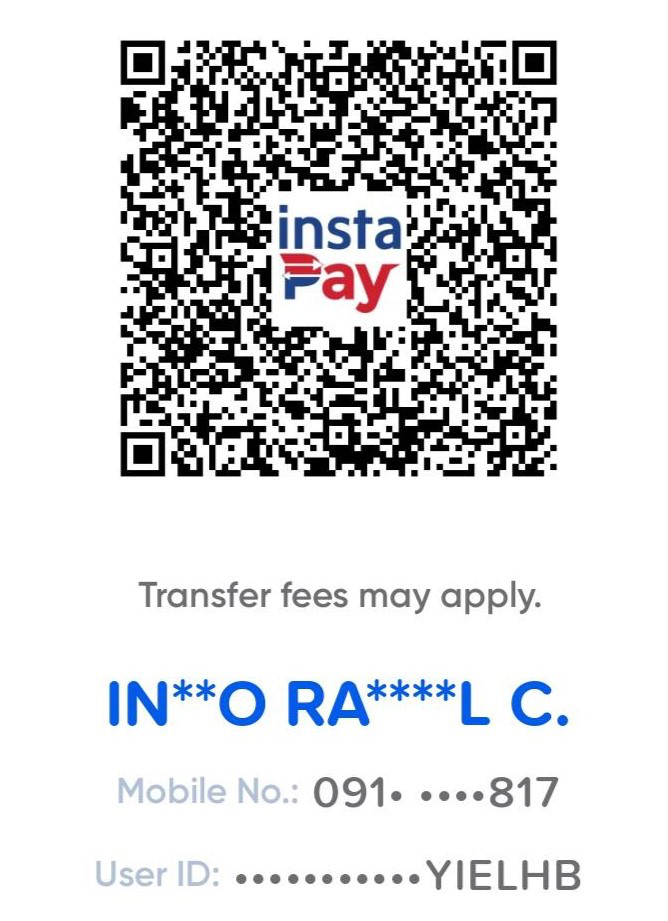 insta
Pay
Transfer fees may apply.
IN**O RA****L C.
Mobile No.: 091• ••••817
User ID: •••••••••••YIELHB